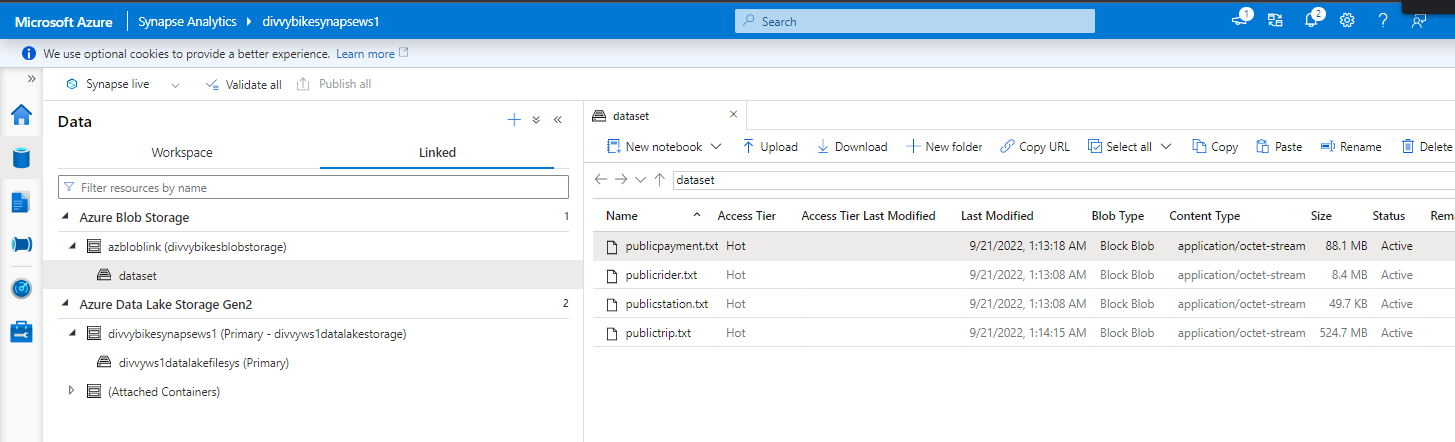 Microsoft Azure Synapse Analytics divvybikesynapsews1 Search 1 2
We use optional cookies to provide a better experience. Learn more
Synapse live Validate all Publish all
Data
Workspace Linked
Filter resources by name
Azure Blob Storage 1
azbloblink (divvybikesblobstorage)
dataset
Azure Data Lake Storage Gen2 2
divvybikesynapsews1 (Primary - divvyws1datalakestorage)
divvyws1datalakefilesys (Primary)
(Attached Containers)
dataset
New notebook Upload Download New folder Copy URL Select all Copy Paste Rename Delete
dataset
Name Access Tier Access Tier Last Modified Last Modified Blob Type Content Type Size Status Rema
publicpayment.txt Hot 9/21/2022, 1:13:18 AM Block Blob application/octet-stream 88.1 MB Active
publicrider.txt Hot 9/21/2022, 1:13:08 AM Block Blob application/octet-stream 8.4 MB Active
publicstation.txt Hot 9/21/2022, 1:13:08 AM Block Blob application/octet-stream 49.7 KB Active
publictrip.txt Hot 9/21/2022, 1:14:15 AM Block Blob application/octet-stream 524.7 MB Active